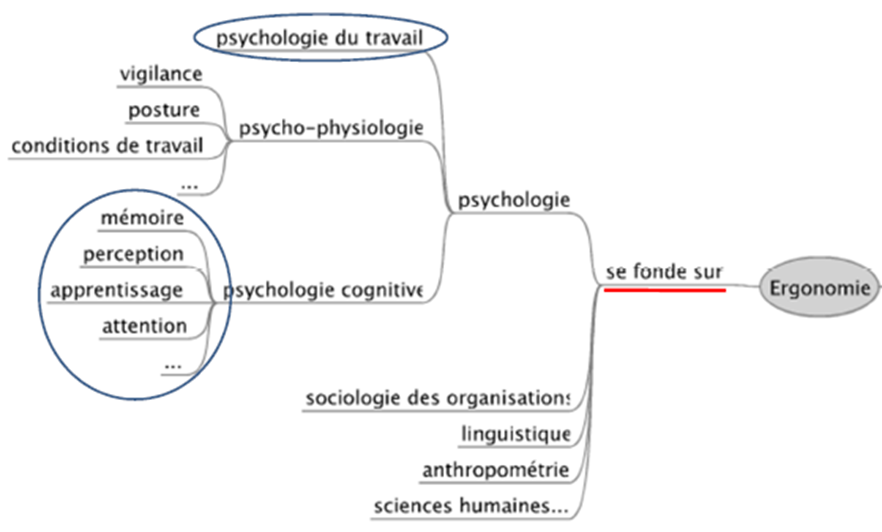 psychologie du travail
vigilance
posture
conditions de travail
...
psycho-physiologie
mémoire
perception
apprentissage
attention
...
psychologie cognitive
psychologie
se fonde sur
Ergonomie
sociologie des organisations
linguistique
anthropométrie
sciences humaines...